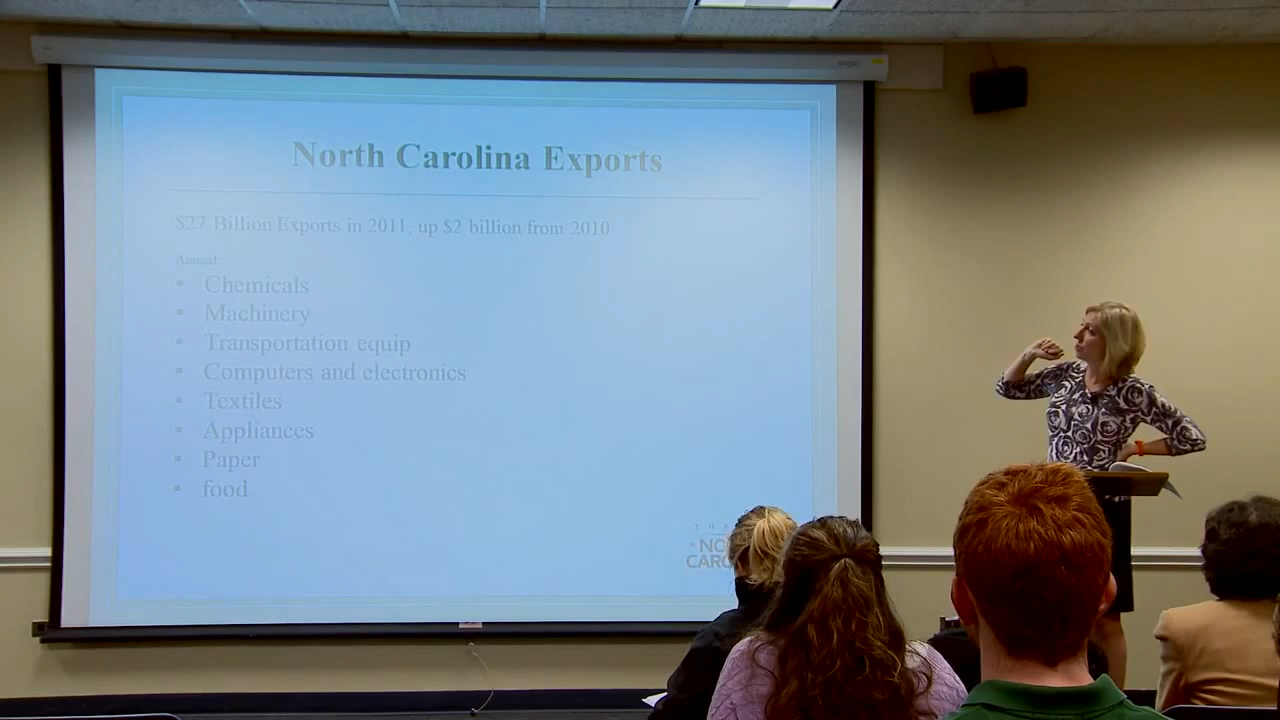 North Carolina Exports
$27 Billion Exports in 2011, up $2 billion from 2010
Annual:
• Chemicals
• Machinery
• Transportation equip
• Computers and electronics
• Textiles
• Appliances
• Paper
• food